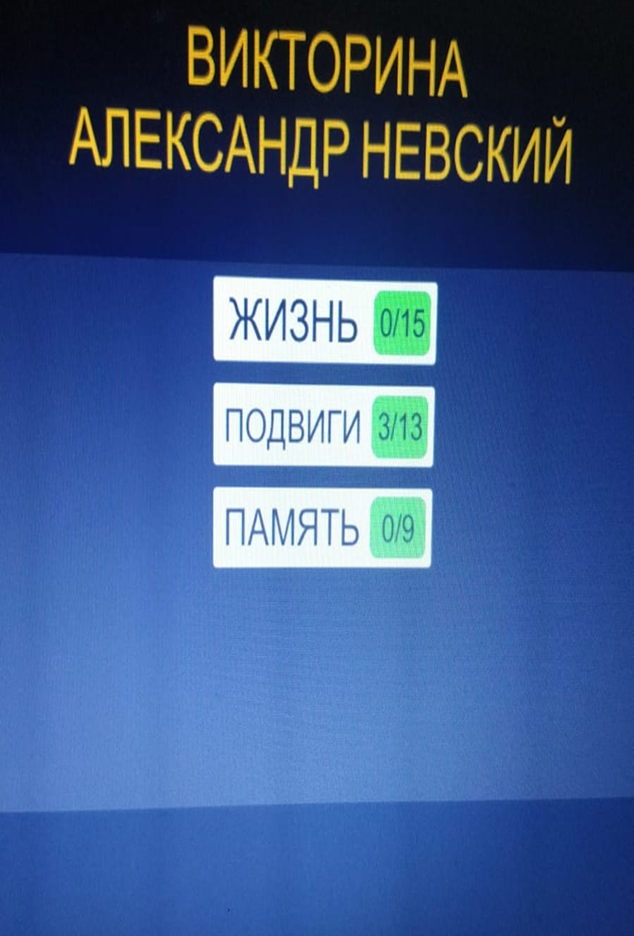 ВИКТОРИНА
АЛЕКСАНДР НЕВСКИЙ
ЖИЗНЬ 0/15
ПОДВИГИ 3/13
ПАМЯТЬ 0/9